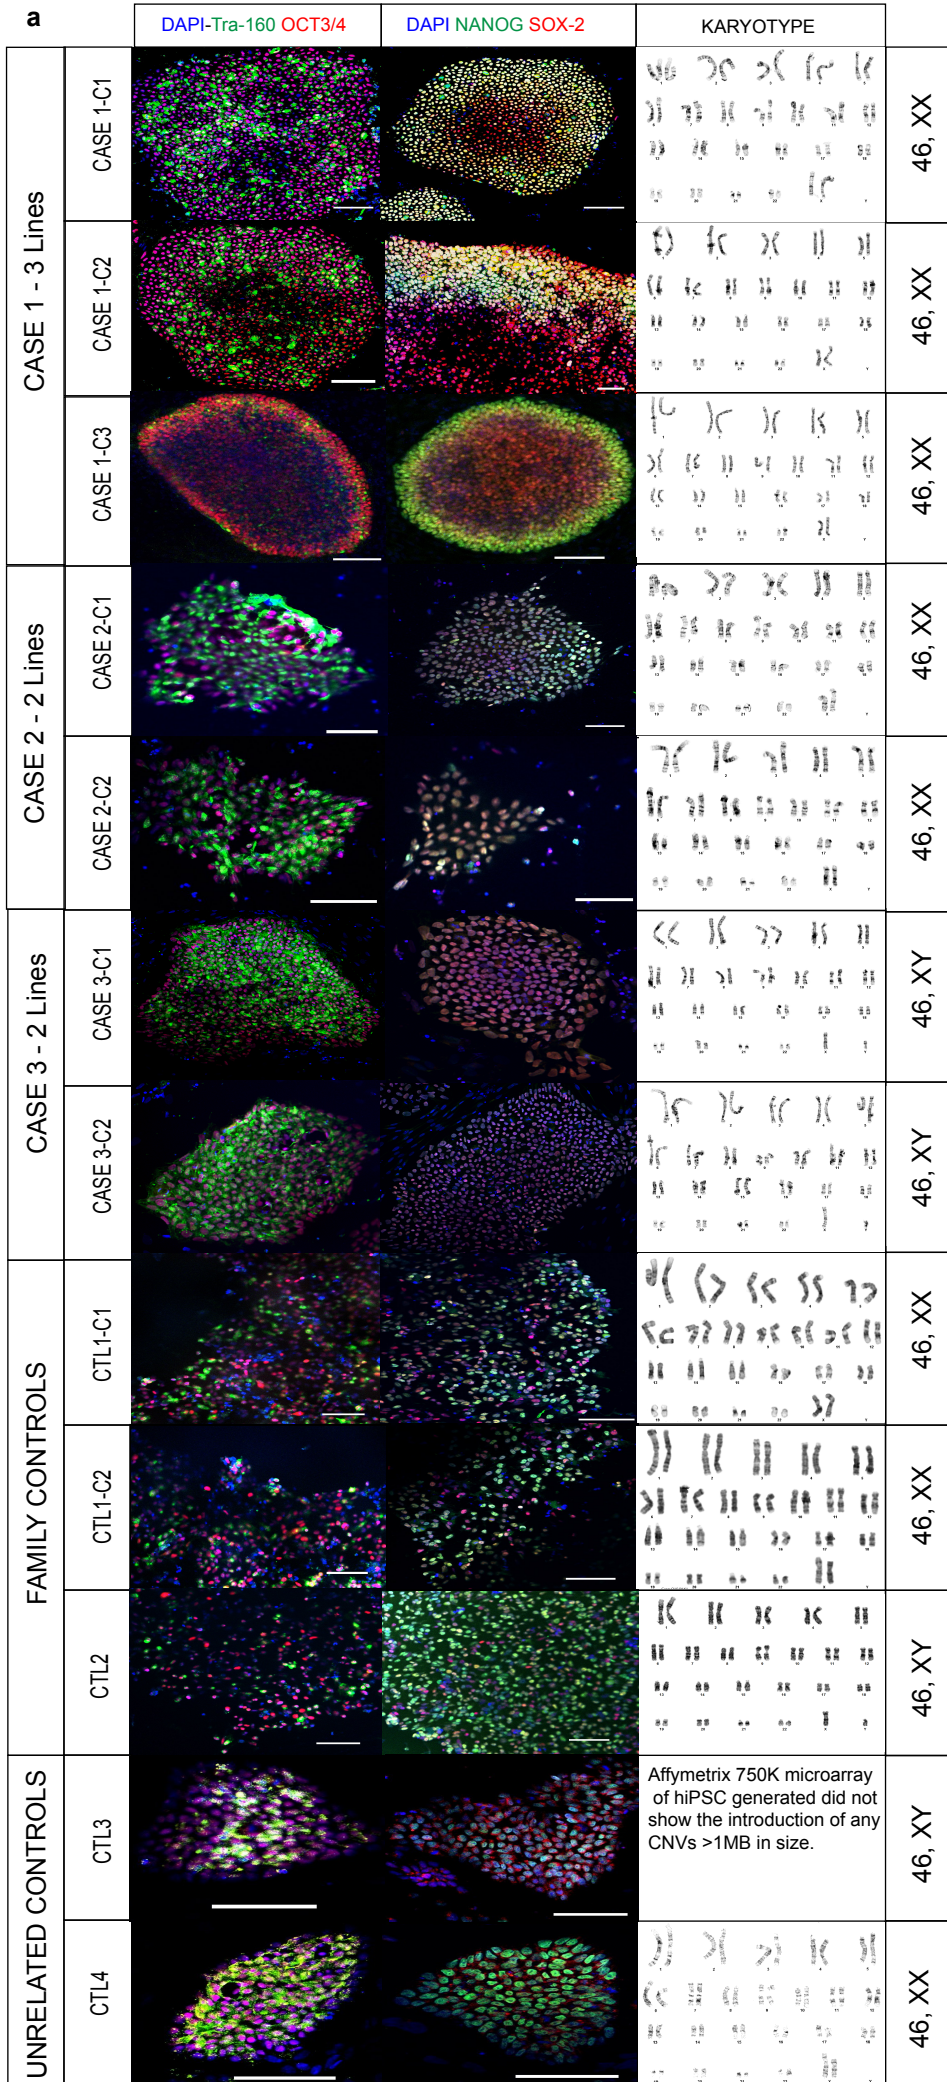 a
DAPI-Tra-160 OCT3/4
DAPI NANOG SOX-2
KARYOTYPE
CASE 1 - 3 Lines
CASE 1-C1
46, XX
CASE 1-C2
46, XX
CASE 1-C3
46, XX
CASE 2 - 2 Lines
CASE 2-C1
46, XX
CASE 2-C2
46, XX
CASE 3 - 2 Lines
CASE 3-C1
46, XY
CASE 3-C2
46, XY
FAMILY CONTROLS
CTL1-C1
46, XX
CTL1-C2
46, XX
CTL2
46, XY
UNRELATED CONTROLS
CTL3
Affymetrix 750K microarray
of hiPSC generated did not
show the introduction of any
CNVs >1MB in size.
46, XY
CTL4
46, XX